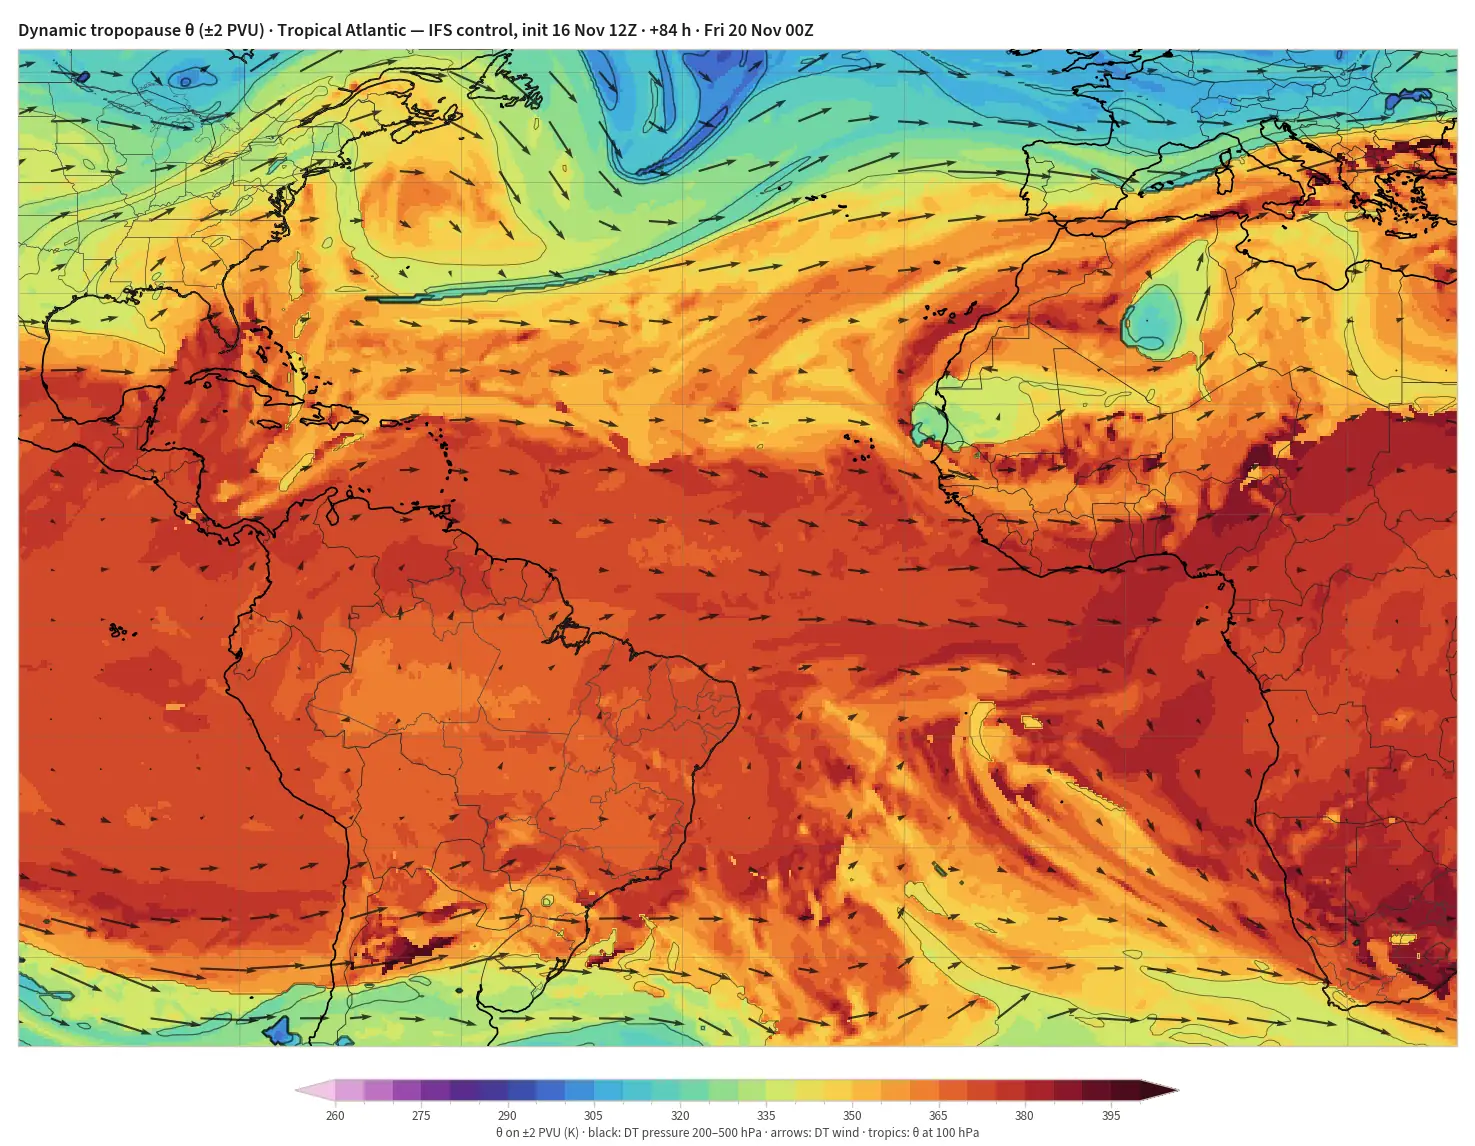 Dynamic tropopause θ (±2 PVU) · Tropical Atlantic — IFS control, init 16 Nov 12Z · +84 h · Fri 20 Nov 00Z
260 275 290 305 320 335 350 365 380 395
θ on ±2 PVU (K) · black: DT pressure 200–500 hPa · arrows: DT wind · tropics: θ at 100 hPa